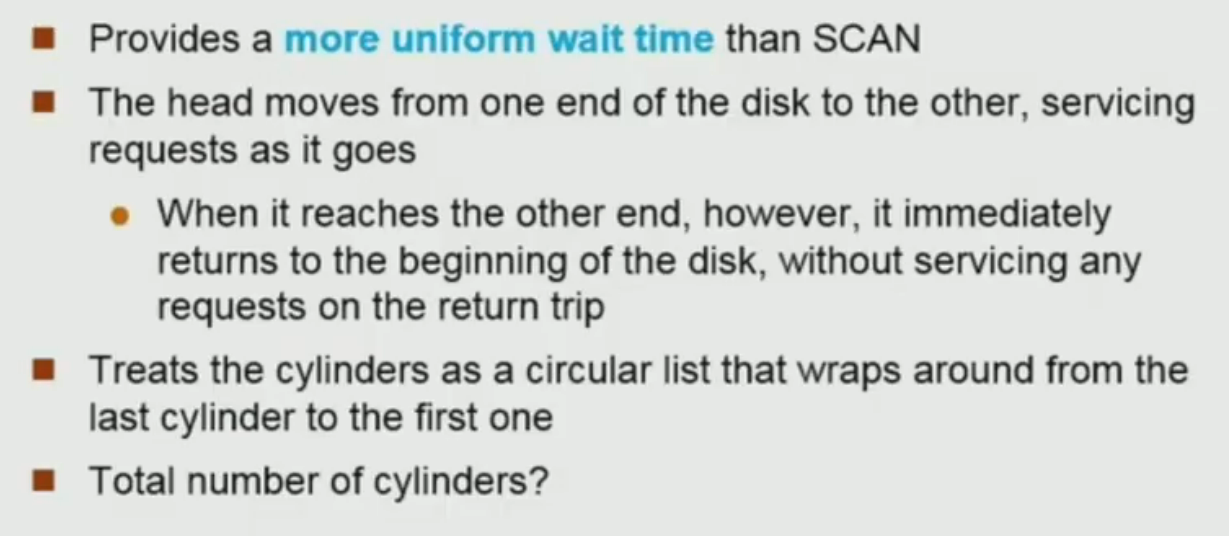 Provides a more uniform wait time than SCAN
The head moves from one end of the disk to the other, servicing
requests as it goes
When it reaches the other end, however, it immediately
returns to the beginning of the disk, without servicing any
requests on the return trip
Treats the cylinders as a circular list that wraps around from the
last cylinder to the first one
Total number of cylinders?